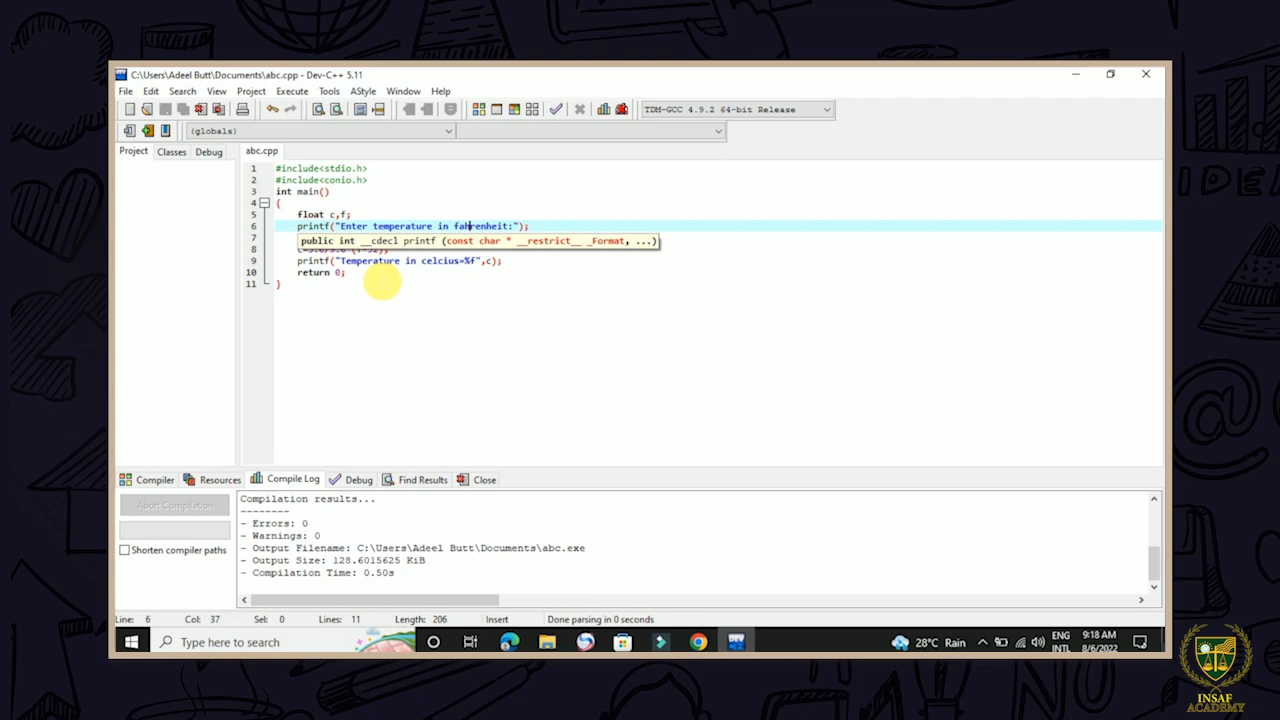 C:\Users\Adeel Butt\Documents\abc.cpp - Dev-C++ 5.11
File Edit Search View Project Execute Tools AStyle Window Help
TDM-GCC 4.9.2 64-bit Release
(globals)
Project Classes Debug abc.cpp
1 #include<stdio.h>
2 #include<conio.h>
3 int main()
4 {
5 float c,f;
6 printf("Enter temperature in fahrenheit:");
7 public int __cdecl printf (const char * __restrict__ _Format, ...)
8
9 printf("Temperature in celcius=%f",c);
10 return 0;
11 }
Compiler Resources Compile Log Debug Find Results Close
Abort Compilation
Shorten compiler paths
Compilation results...
--------
- Errors: 0
- Warnings: 0
- Output Filename: C:\Users\Adeel Butt\Documents\abc.exe
- Output Size: 128.6015625 KiB
- Compilation Time: 0.50s
Line: 6 Col: 37 Sel: 0 Lines: 11 Length: 206 Insert Done parsing in 0 seconds
Type here to search
28°C Rain
ENG
INTL
9:18 AM
8/6/2022
INSAF
ACADEMY